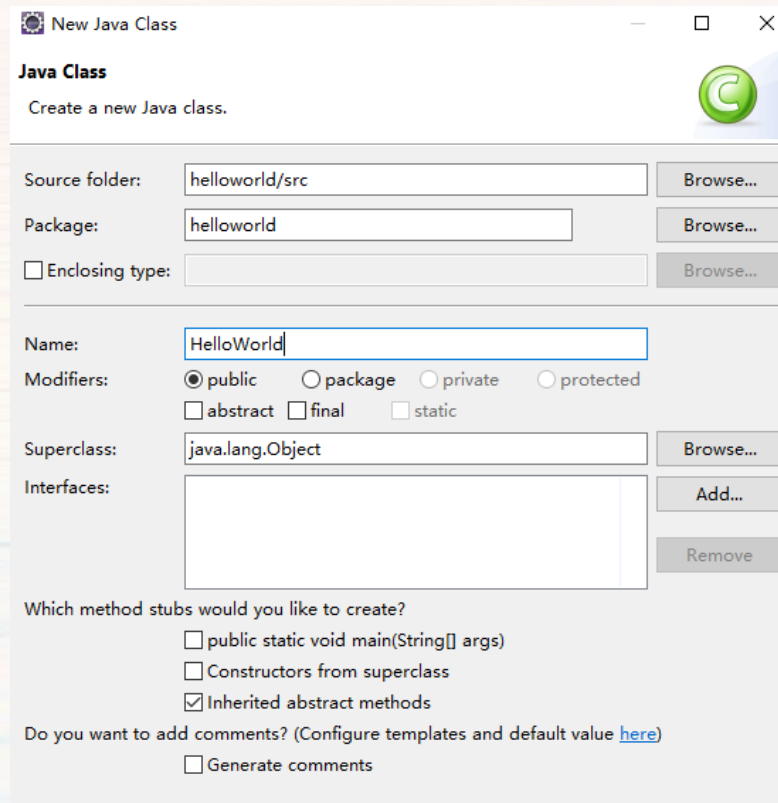 New Java Class
Java Class
Create a new Java class.
C
Source folder: helloworld/src Browse...
Package: helloworld Browse...
Enclosing type: Browse...
Name: HelloWorld
Modifiers: public package private protected
abstract final static
Superclass: java.lang.Object Browse...
Interfaces: Add...
Remove
Which method stubs would you like to create?
public static void main(String[] args)
Constructors from superclass
Inherited abstract methods
Do you want to add comments? (Configure templates and default value here)
Generate comments